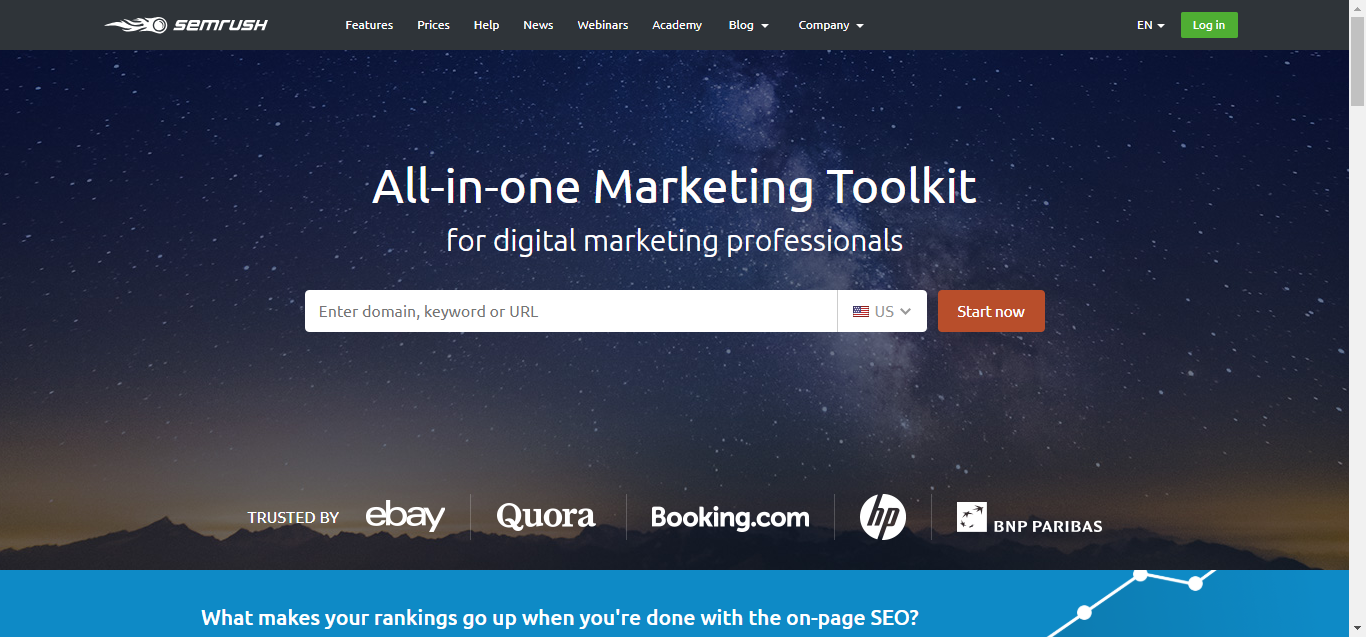 semrush Features Prices Help News Webinars Academy Blog Company EN Log in
All-in-one Marketing Toolkit
for digital marketing professionals
Enter domain, keyword or URL US Start now
TRUSTED BY ebay Quora Booking.com hp BNP PARIBAS
What makes your rankings go up when you're done with the on-page SEO?